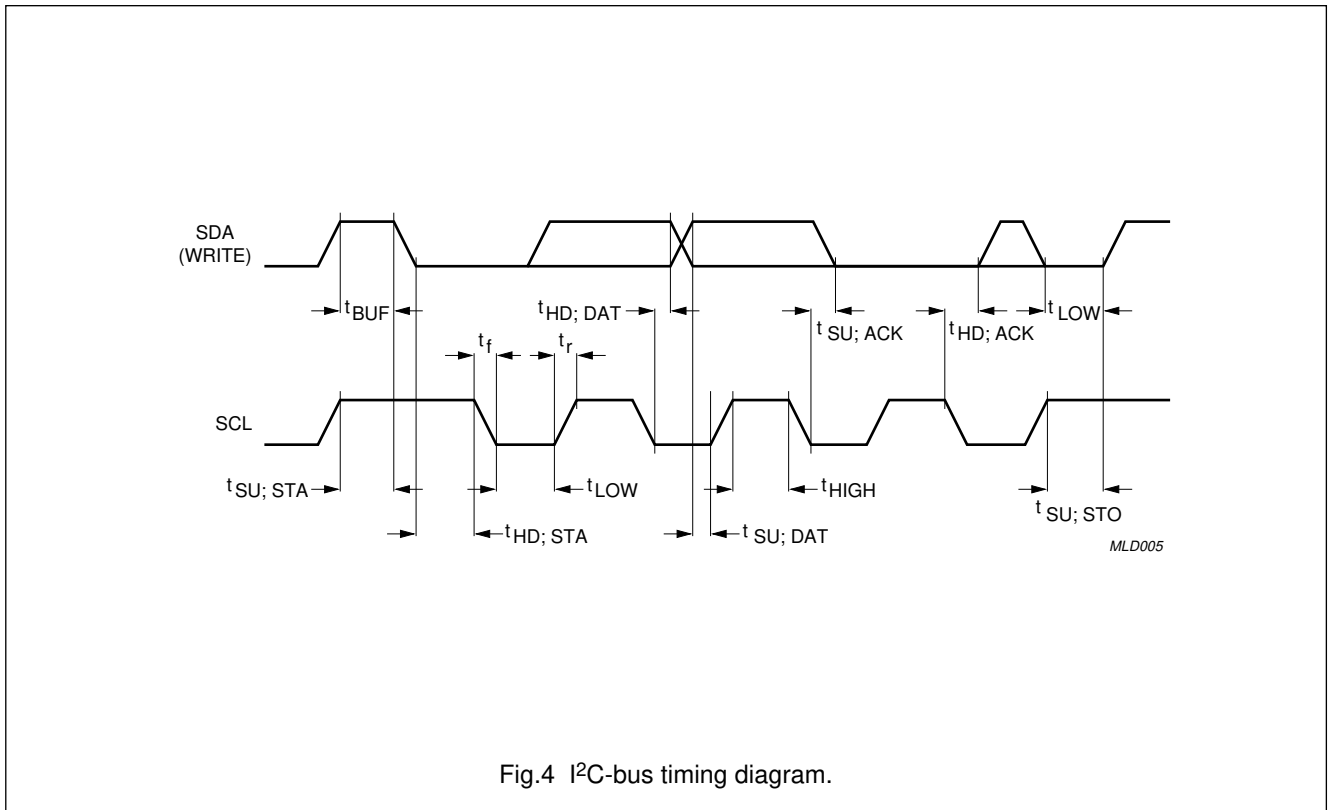 SDA
(WRITE)
tBUF
tHD; DAT
tSU; ACK
tHD; ACK
tLOW
tf
tr
SCL
tSU; STA
tLOW
tHIGH
tSU; STO
tHD; STA
tSU; DAT
MLD005
Fig.4 I²C-bus timing diagram.